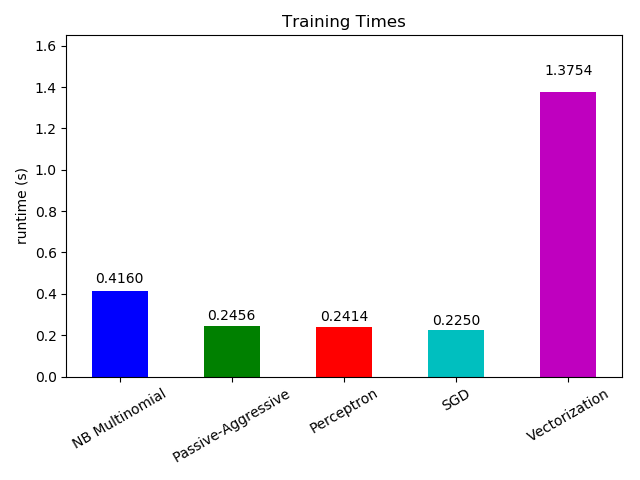 Training Times
runtime (s)
1.6
1.4
1.2
1.0
0.8
0.6
0.4
0.2
0.0
0.4160
0.2456
0.2414
0.2250
1.3754
NB Multinomial
Passive-Aggressive
Perceptron
SGD
Vectorization